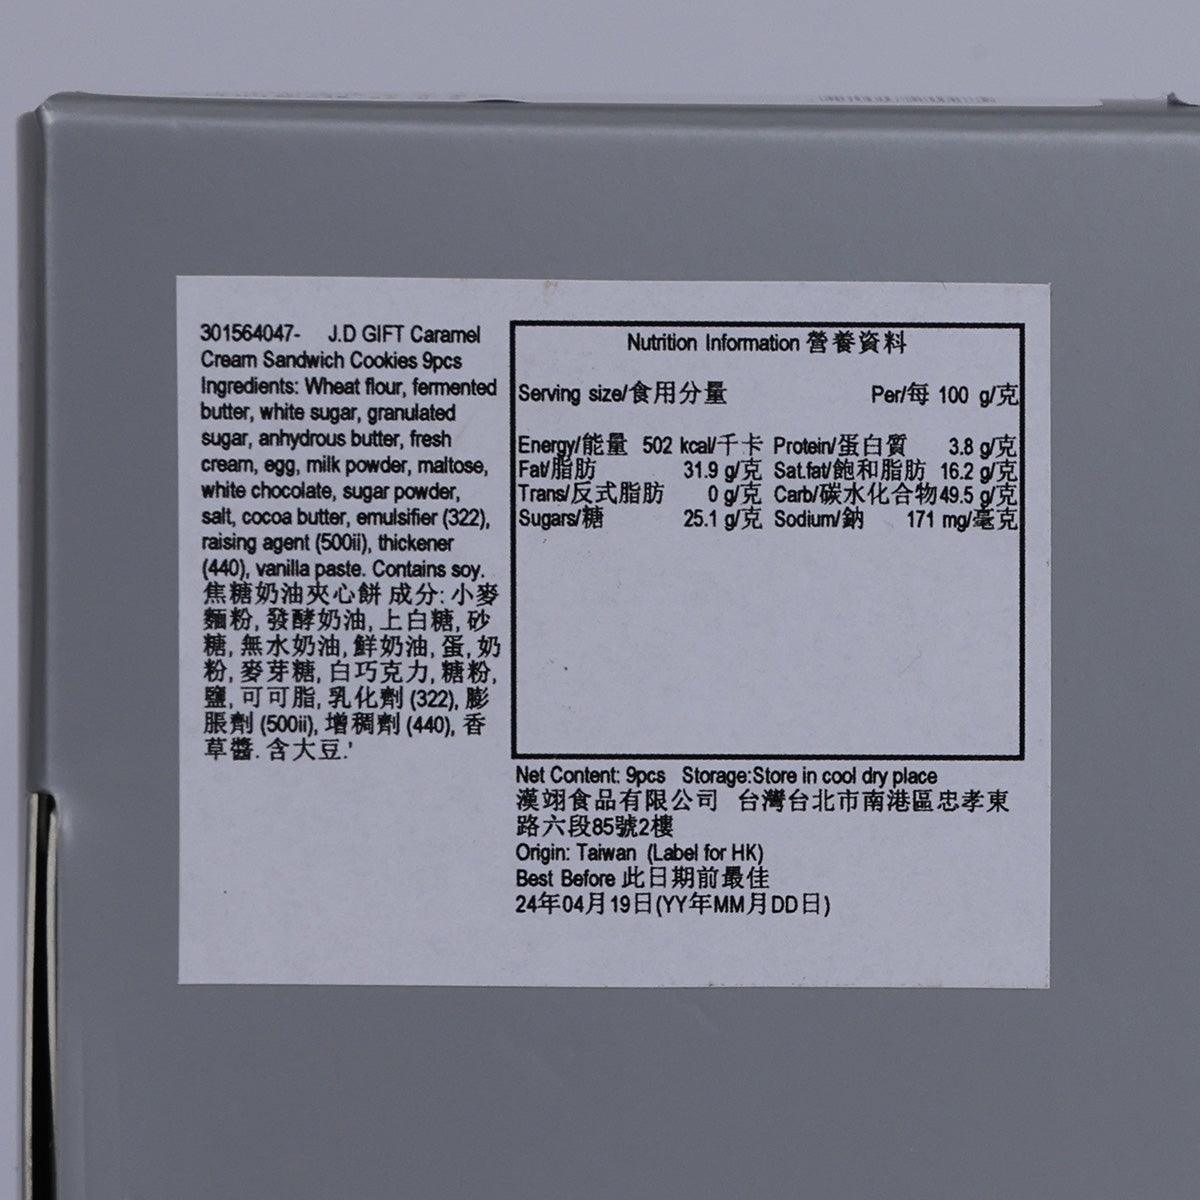 301564047- J.D GIFT Caramel
Cream Sandwich Cookies 9pcs
Ingredients: Wheat flour, fermented
butter, white sugar, granulated
sugar, anhydrous butter, fresh
cream, egg, milk powder, maltose,
white chocolate, sugar powder,
salt, cocoa butter, emulsifier (322),
raising agent (500ii), thickener
(440), vanilla paste. Contains soy.
焦糖奶油夾心餅 成分: 小麥
麵粉, 發酵奶油, 上白糖, 砂
糖, 無水奶油, 鮮奶油, 蛋, 奶
粉, 麥芽糖, 白巧克力, 糖粉,
鹽, 可可脂, 乳化劑 (322), 膨
脹劑 (500ii), 增稠劑 (440), 香
草醬. 含大豆.'
Nutrition Information 營養資料
Serving size/食用分量 Per/每 100 g/克
Energy/能量 502 kcal/千卡 Protein/蛋白質 3.8 g/克
Fat/脂肪 31.9 g/克 Sat.fat/飽和脂肪 16.2 g/克
Trans/反式脂肪 0 g/克 Carb/碳水化合物 49.5 g/克
Sugars/糖 25.1 g/克 Sodium/鈉 171 mg/毫克
Net Content: 9pcs Storage:Store in cool dry place
漢翊食品有限公司 台灣台北市南港區忠孝東
路六段85號2樓
Origin: Taiwan (Label for HK)
Best Before 此日期前最佳
24年04月19日(YY年MM月DD日)